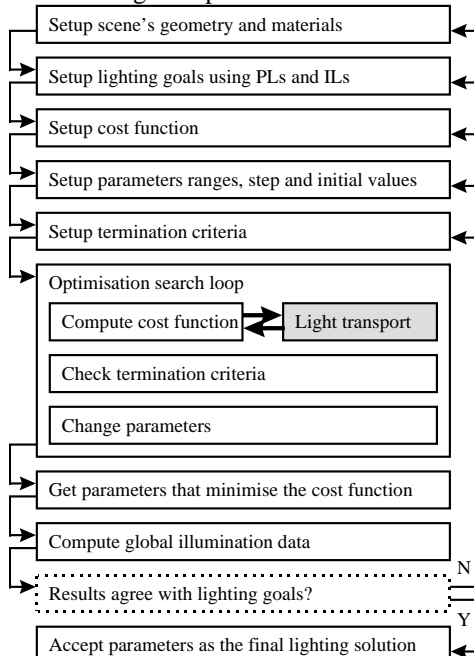 Setup scene's geometry and materials
Setup lighting goals using PLs and ILs
Setup cost function
Setup parameters ranges, step and initial values
Setup termination criteria
Optimisation search loop
Compute cost function
Light transport
Check termination criteria
Change parameters
Get parameters that minimise the cost function
Compute global illumination data
N
Results agree with lighting goals?
Y
Accept parameters as the final lighting solution